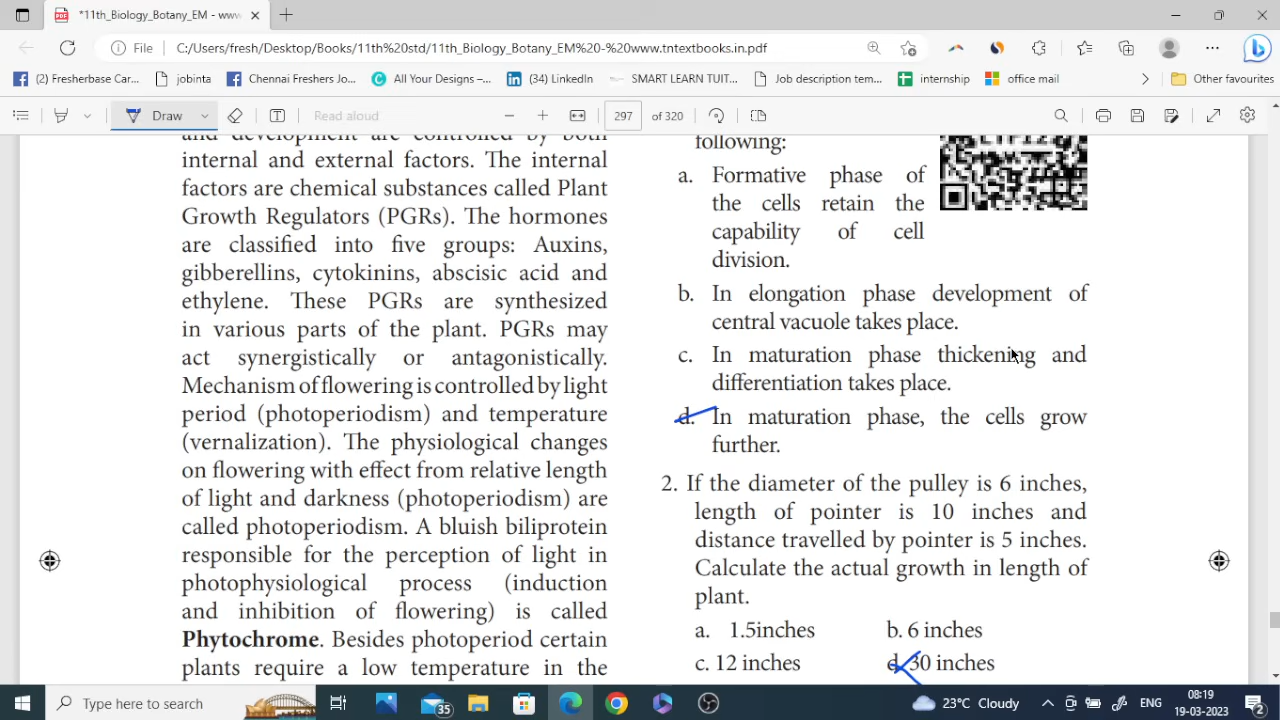 *11th_Biology_Botany_EM - www
File
C:/Users/fresh/Desktop/Books/11th%20std/11th_Biology_Botany_EM%20-%20www.tntextbooks.in.pdf
(2) Fresherbase Car...
jobinta
Chennai Freshers Jo...
All Your Designs –...
(34) LinkedIn
SMART LEARN TUIT...
Job description tem...
internship
office mail
Other favourites
Draw
Read aloud
297 of 320
and development are controlled by both
internal and external factors. The internal
factors are chemical substances called Plant
Growth Regulators (PGRs). The hormones
are classified into five groups: Auxins,
gibberellins, cytokinins, abscisic acid and
ethylene. These PGRs are synthesized
in various parts of the plant. PGRs may
act synergistically or antagonistically.
Mechanism of flowering is controlled by light
period (photoperiodism) and temperature
(vernalization). The physiological changes
on flowering with effect from relative length
of light and darkness (photoperiodism) are
called photoperiodism. A bluish biliprotein
responsible for the perception of light in
photophysiological process (induction
and inhibition of flowering) is called
Phytochrome. Besides photoperiod certain
plants require a low temperature in the
following:
a. Formative phase of
the cells retain the
capability of cell
division.
b. In elongation phase development of
central vacuole takes place.
c. In maturation phase thickening and
differentiation takes place.
d. In maturation phase, the cells grow
further.
2. If the diameter of the pulley is 6 inches,
length of pointer is 10 inches and
distance travelled by pointer is 5 inches.
Calculate the actual growth in length of
plant.
a. 1.5inches b. 6 inches
c. 12 inches d. 30 inches
Type here to search
35
23°C Cloudy
ENG
08:19
19-03-2023
2